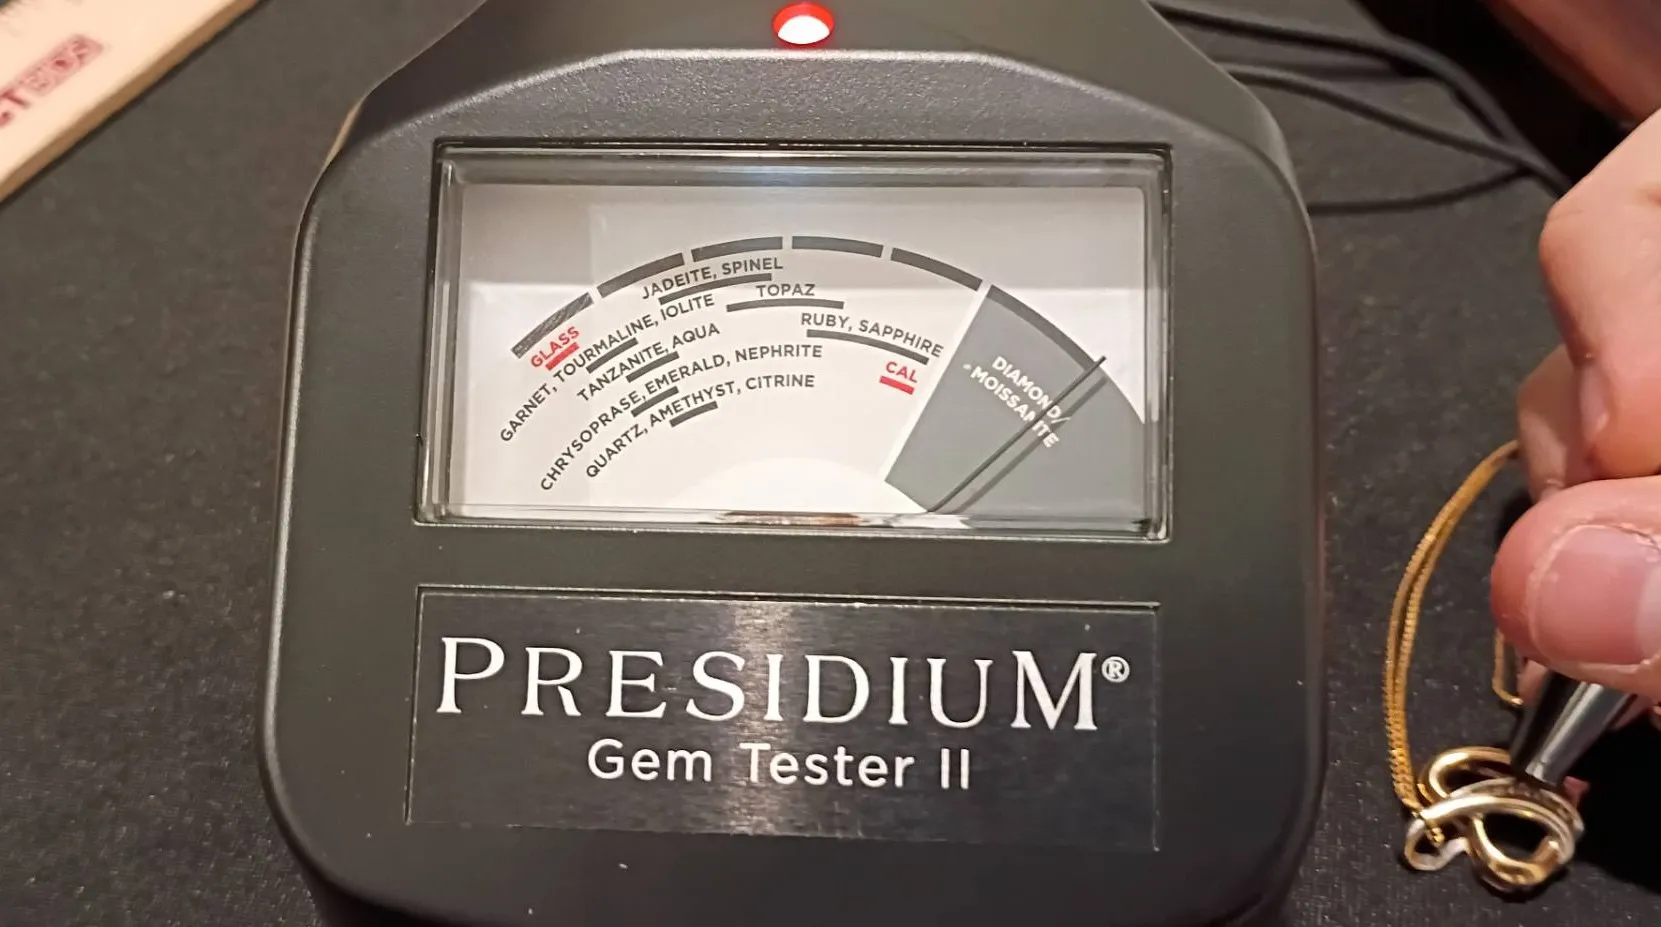 JADEITE, SPINEL
TOPAZ
GLASS
GARNET, TOURMALINE, IOLITE
RUBY, SAPPHIRE
TANZANITE, AQUA
CAL
CHRYSOPRASE, EMERALD, NEPHRITE
QUARTZ, AMETHYST, CITRINE
DIAMOND/
MOISSANITE
PRESIDIUM®
Gem Tester II